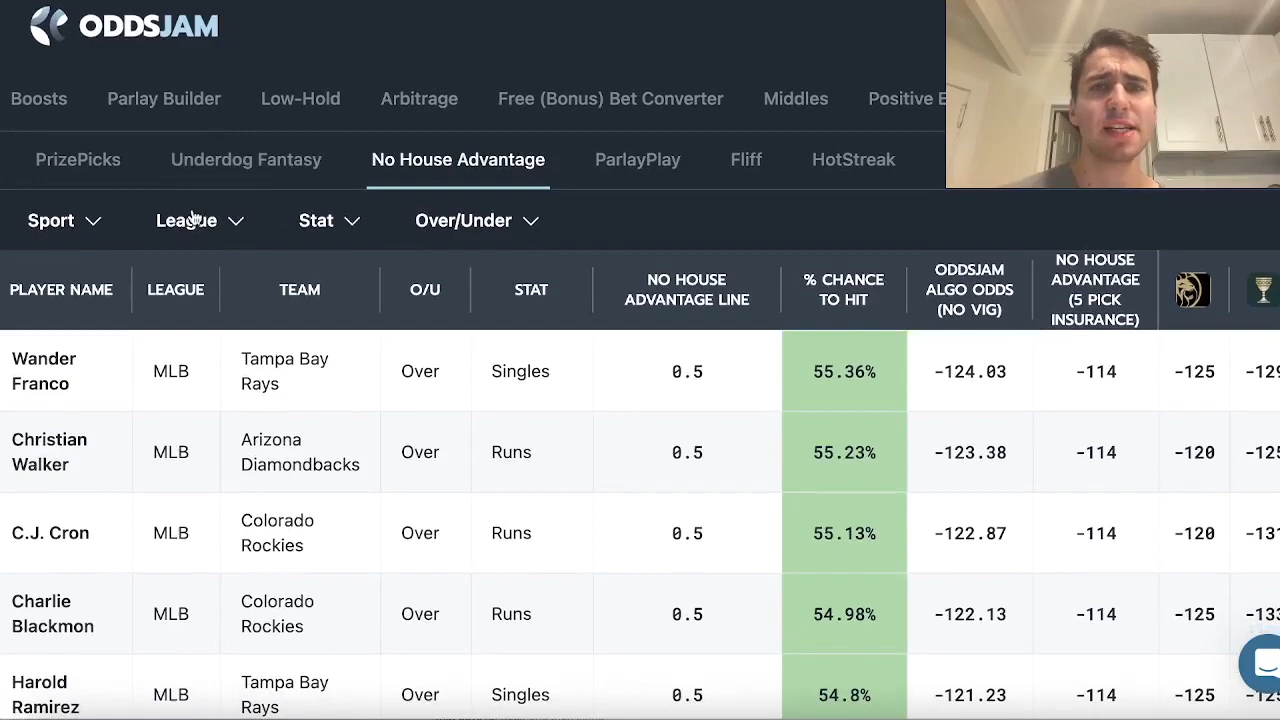 ODDSJAM
Boosts Parlay Builder Low-Hold Arbitrage Free (Bonus) Bet Converter Middles Positive E
PrizePicks Underdog Fantasy No House Advantage ParlayPlay Fliff HotStreak
Sport League Stat Over/Under
PLAYER NAME LEAGUE TEAM O/U STAT NO HOUSE ADVANTAGE LINE % CHANCE TO HIT ODDSJAM ALGO ODDS (NO VIG) NO HOUSE ADVANTAGE (5 PICK INSURANCE)
Wander Franco MLB Tampa Bay Rays Over Singles 0.5 55.36% -124.03 -114 -125 -129
Christian Walker MLB Arizona Diamondbacks Over Runs 0.5 55.23% -123.38 -114 -120 -125
C.J. Cron MLB Colorado Rockies Over Runs 0.5 55.13% -122.87 -114 -120 -131
Charlie Blackmon MLB Colorado Rockies Over Runs 0.5 54.98% -122.13 -114 -125 -133
Harold Ramirez MLB Tampa Bay Rays Over Singles 0.5 54.8% -121.23 -114 -125